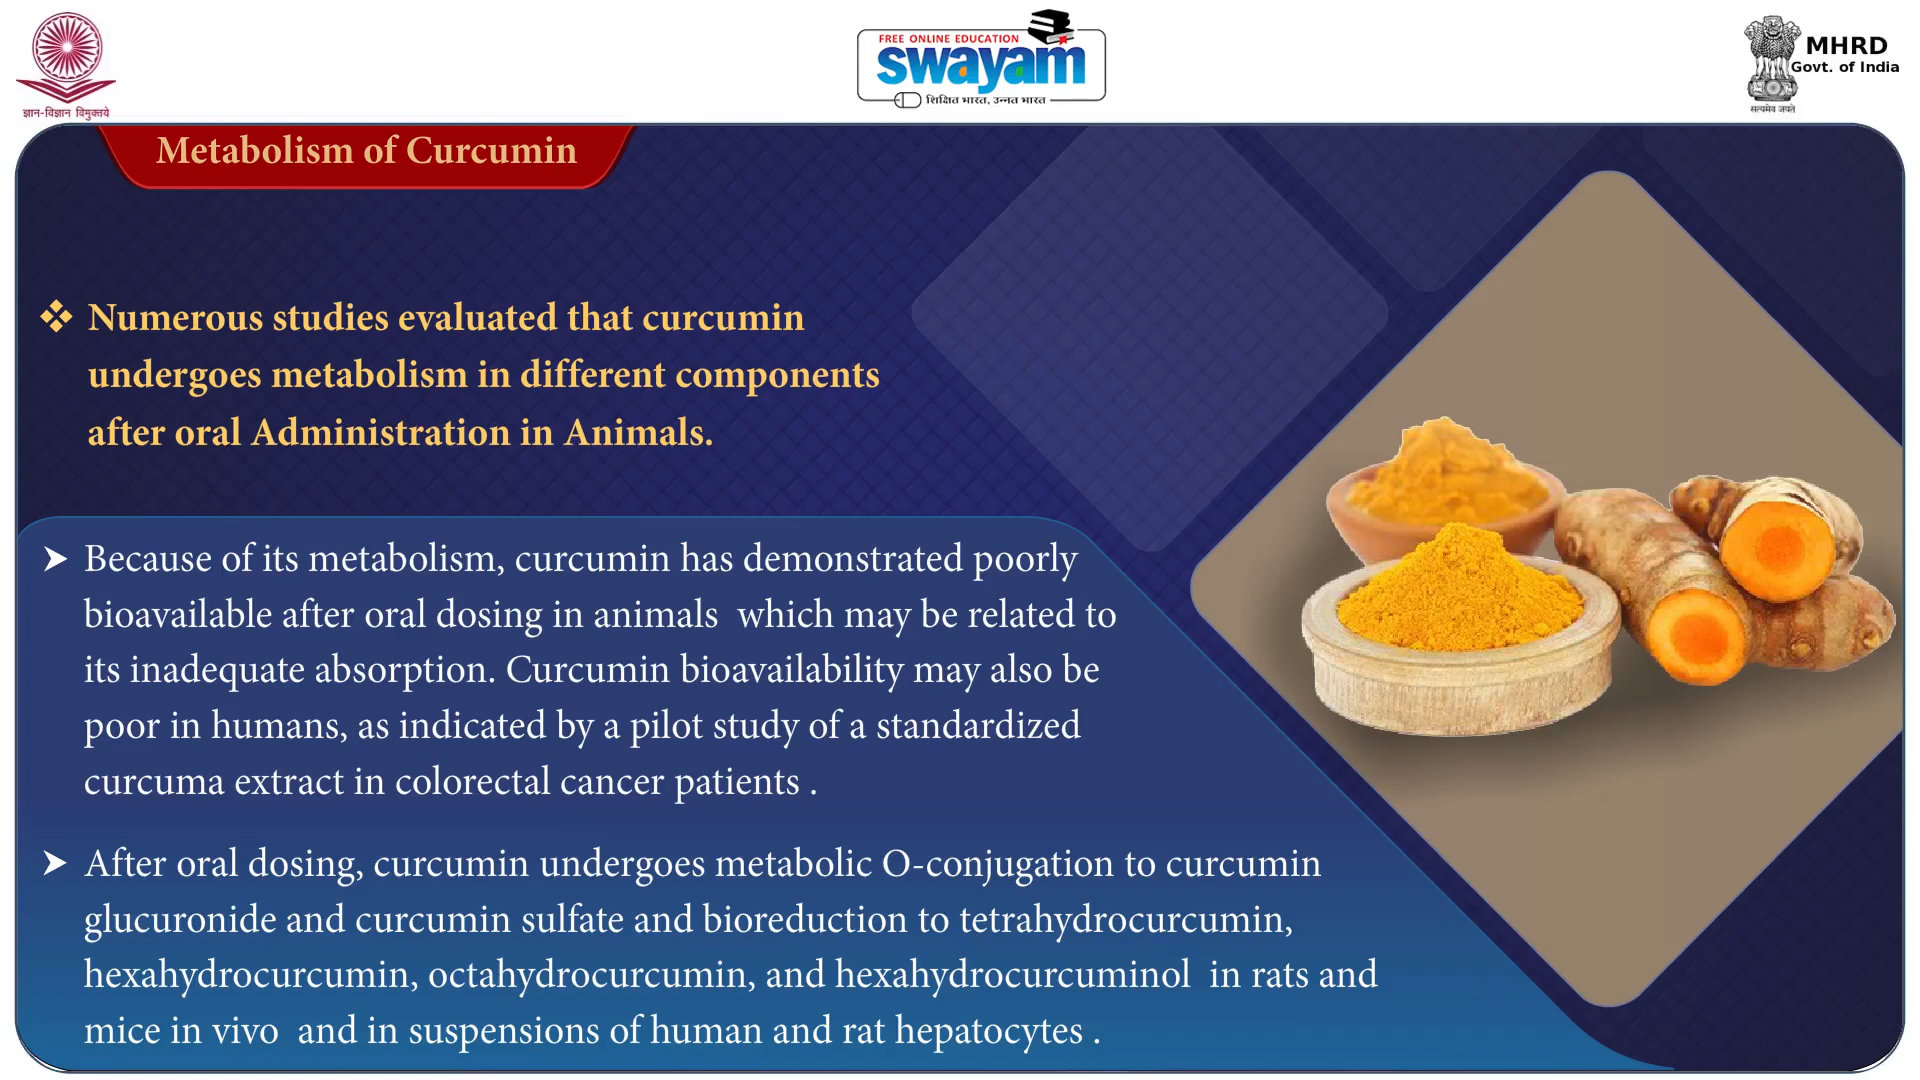 ज्ञान-विज्ञान विमुक्तये
FREE ONLINE EDUCATION
swayam
शिक्षित भारत, उन्नत भारत
MHRD
Govt. of India
सत्यमेव जयते
Metabolism of Curcumin
❖ Numerous studies evaluated that curcumin
undergoes metabolism in different components
after oral Administration in Animals.
➤ Because of its metabolism, curcumin has demonstrated poorly
bioavailable after oral dosing in animals  which may be related to
its inadequate absorption. Curcumin bioavailability may also be
poor in humans, as indicated by a pilot study of a standardized
curcuma extract in colorectal cancer patients .
➤ After oral dosing, curcumin undergoes metabolic O-conjugation to curcumin
glucuronide and curcumin sulfate and bioreduction to tetrahydrocurcumin,
hexahydrocurcumin, octahydrocurcumin, and hexahydrocurcuminol  in rats and
mice in vivo  and in suspensions of human and rat hepatocytes .